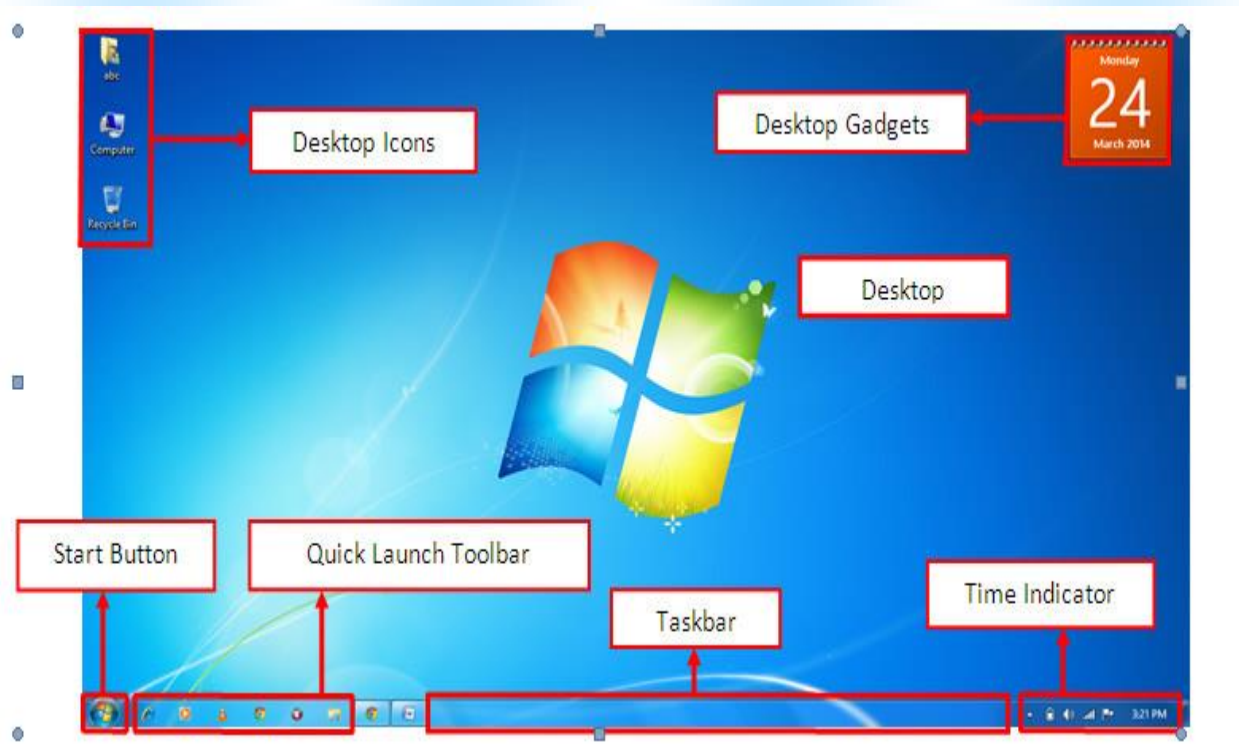 abc
Computer
Recycle Bin
Desktop Icons
Desktop Gadgets
Monday
24
March 2014
Desktop
Start Button
Quick Launch Toolbar
Taskbar
Time Indicator
3:21 PM